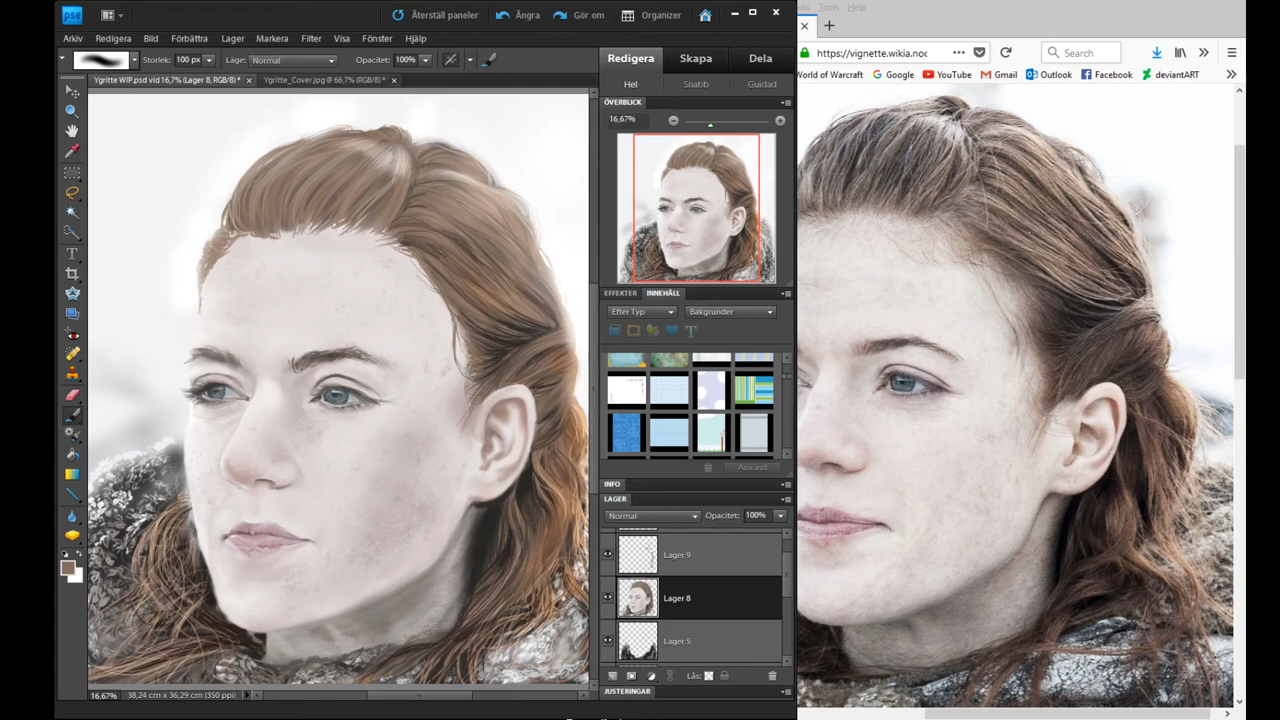 Tools Help
pse Återställ paneler Ångra Gör om Organizer
Arkiv Redigera Bild Förbättra Lager Markera Filter Visa Fönster Hjälp
https://vignette.wikia.noc ••• Search
Storlek: 100 px Läge: Normal Opacitet: 100%
Redigera Skapa Dela
World of Warcraft Google YouTube Gmail Outlook Facebook deviantART
Ygritte WIP.psd vid 16,7% (Lager 8, RGB/8) * × Ygritte_Cover.jpg @ 66,7% (RGB/8) * ×
Hel Snabb Guidad
ÖVERBLICK
16,67%
EFFEKTER INNEHÅLL
Efter Typ Bakgrunder
T
Använd
INFO
LAGER
Normal Opacitet: 100%
Lager 9
Lager 8
Lager 5
Lås:
JUSTERINGAR
16,67% 38,24 cm x 36,29 cm (350 ppi)